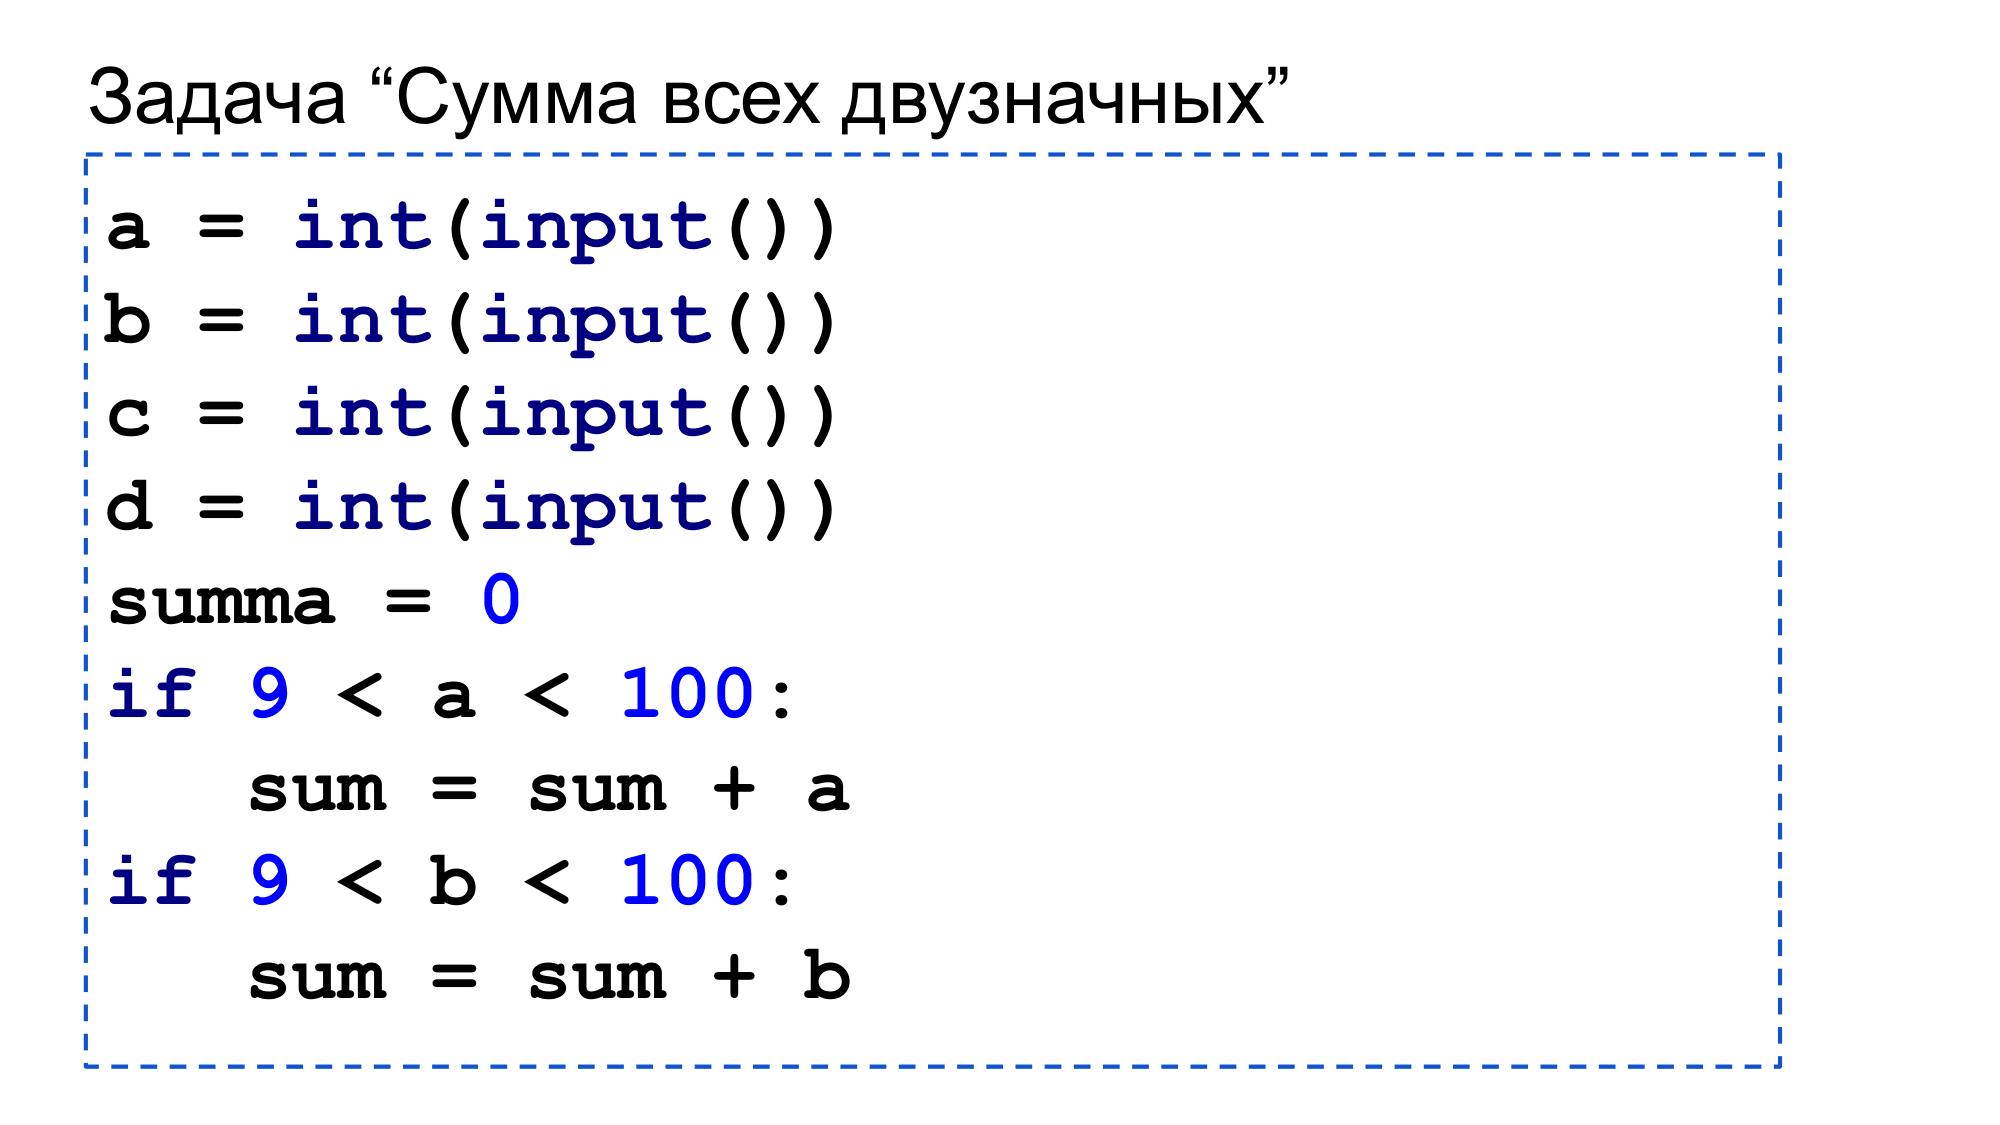 Задача “Сумма всех двузначных”
a = int(input())
b = int(input())
c = int(input())
d = int(input())
summa = 0
if 9 < a < 100:
   sum = sum + a
if 9 < b < 100:
   sum = sum + b